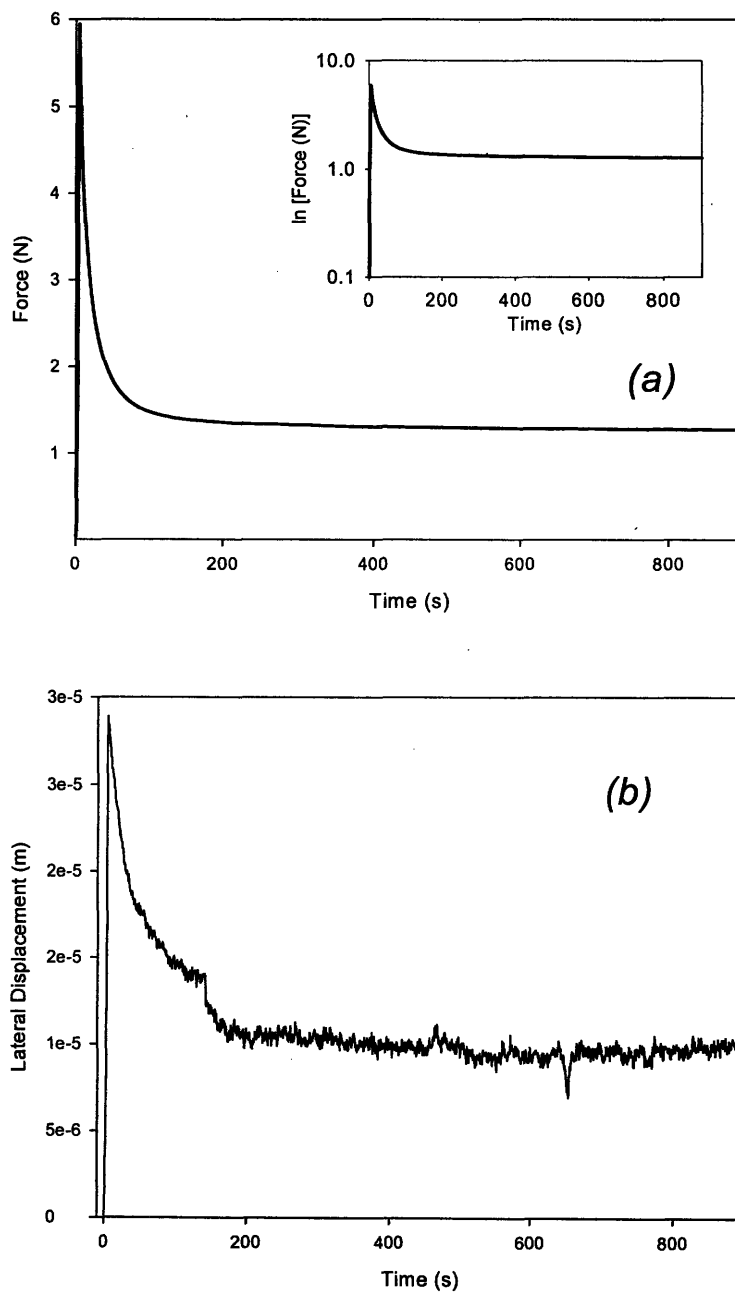 6
5
4
3
2
1
Force (N)
0
200
400
600
800
Time (s)
10.0
1.0
0.1
ln [Force (N)]
0
200
400
600
800
Time (s)
(a)
3e-5
3e-5
2e-5
2e-5
1e-5
5e-6
0
Lateral Displacement (m)
0
200
400
600
800
Time (s)
(b)